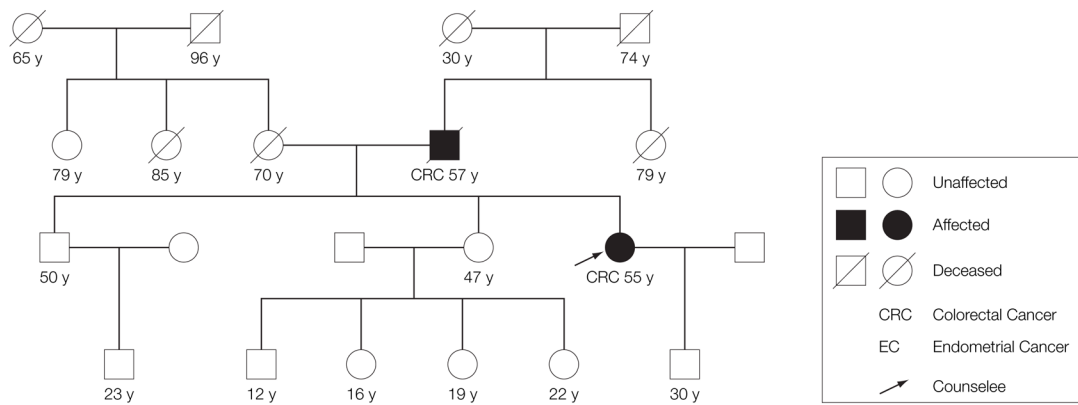 65 y
96 y
30 y
74 y
79 y
85 y
70 y
CRC 57 y
79 y
50 y
47 y
CRC 55 y
23 y
12 y
16 y
19 y
22 y
30 y
Unaffected
Affected
Deceased
CRC Colorectal Cancer
EC Endometrial Cancer
Counselee